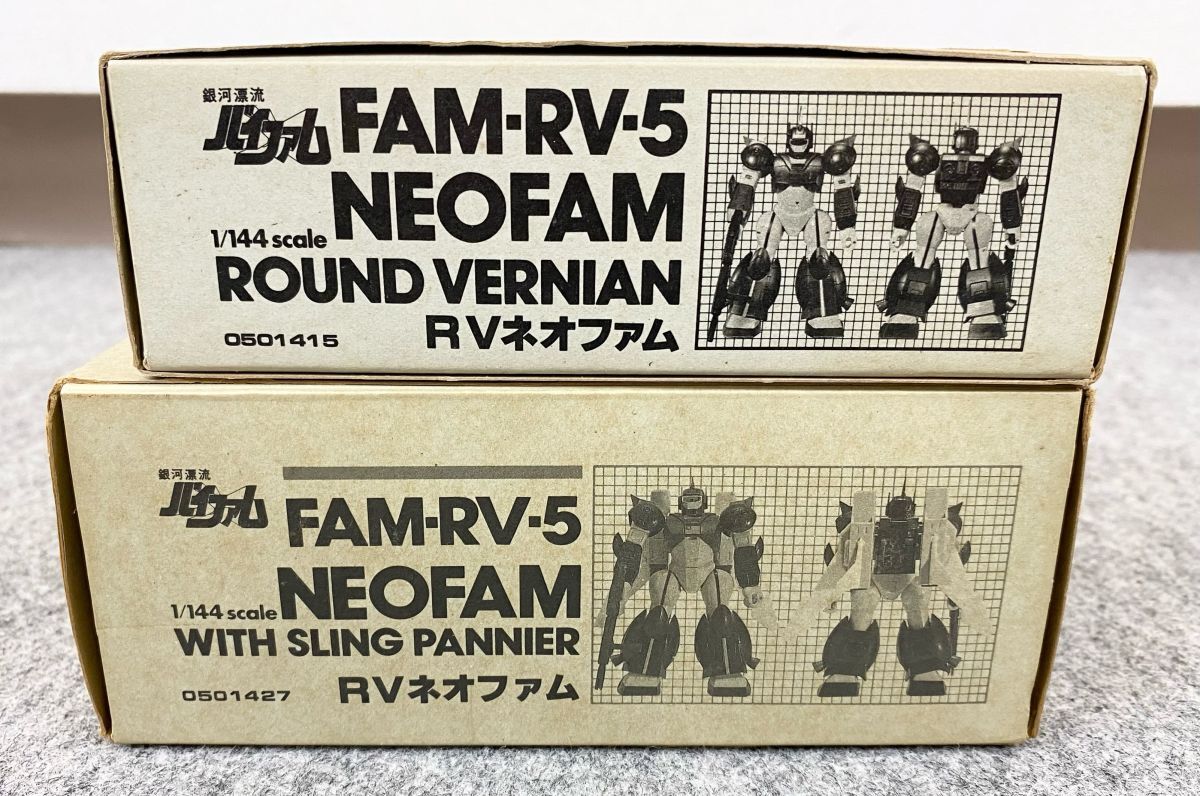 銀河漂流
バイファム
FAM-RV-5
NEOFAM
1/144 scale
ROUND VERNIAN
0501415
RVネオファム
銀河漂流
バイファム
FAM-RV-5
NEOFAM
1/144 scale
WITH SLING PANNIER
0501427
RVネオファム